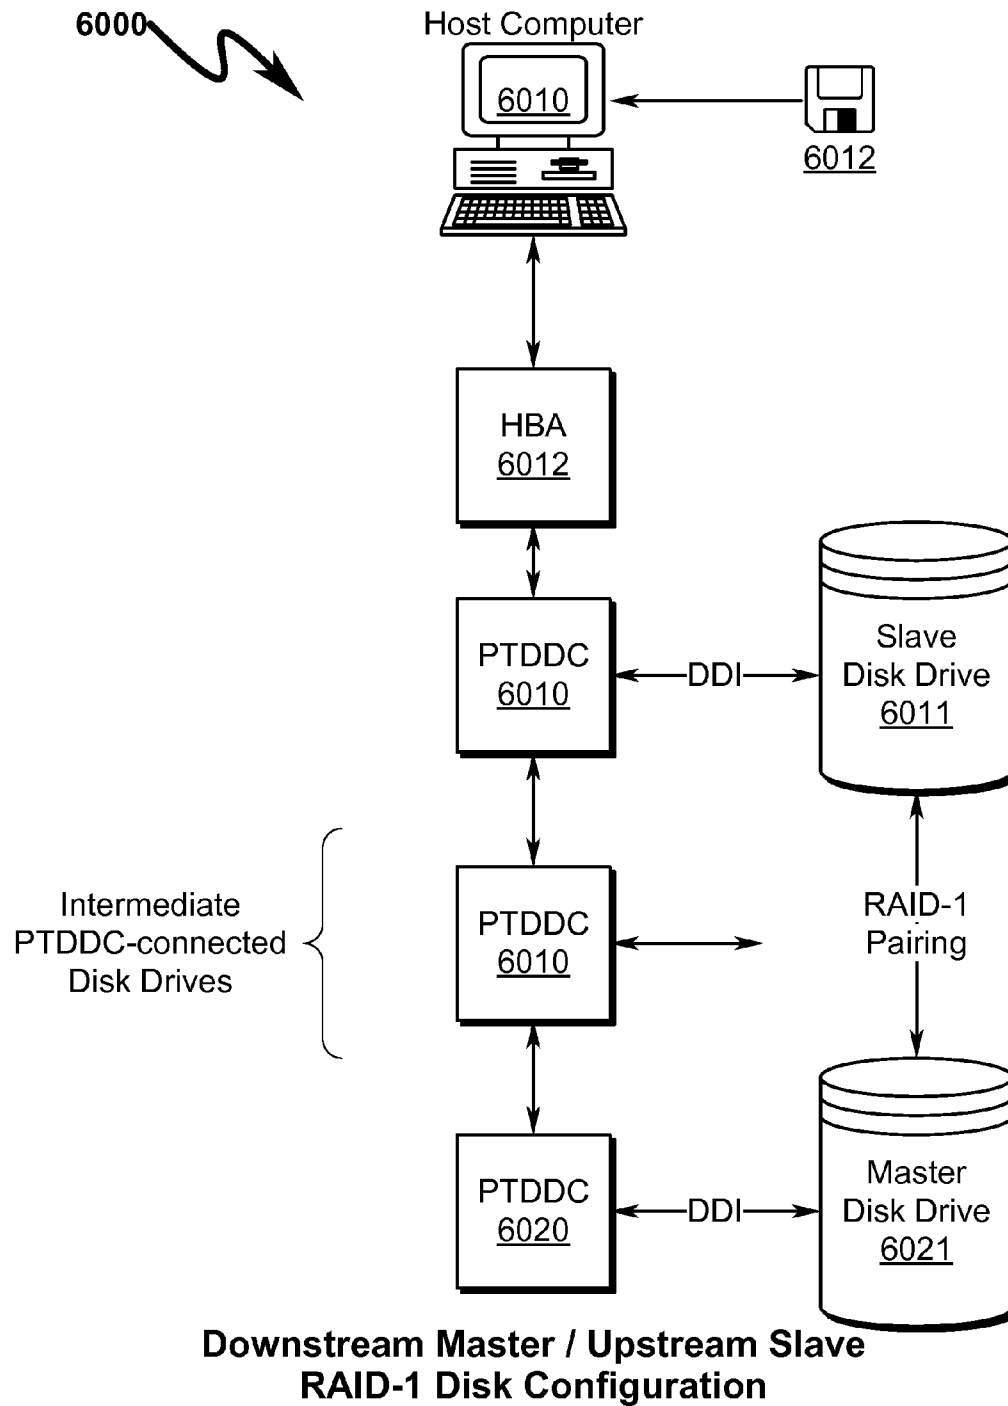 6000
Host Computer
6010
6012
HBA
6012
PTDDC
6010
DDI
Slave
Disk Drive
6011
Intermediate
PTDDC-connected
Disk Drives
PTDDC
6010
RAID-1
Pairing
PTDDC
6020
DDI
Master
Disk Drive
6021
Downstream Master / Upstream Slave
RAID-1 Disk Configuration